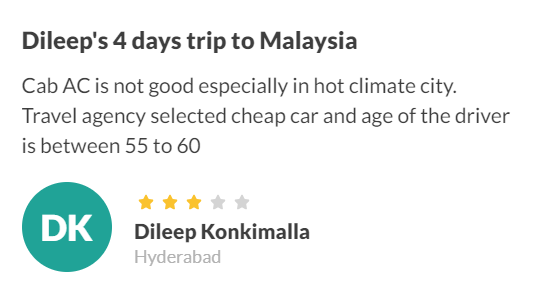 Dileep's 4 days trip to Malaysia
Cab AC is not good especially in hot climate city.
Travel agency selected cheap car and age of the driver
is between 55 to 60
DK
Dileep Konkimalla
Hyderabad